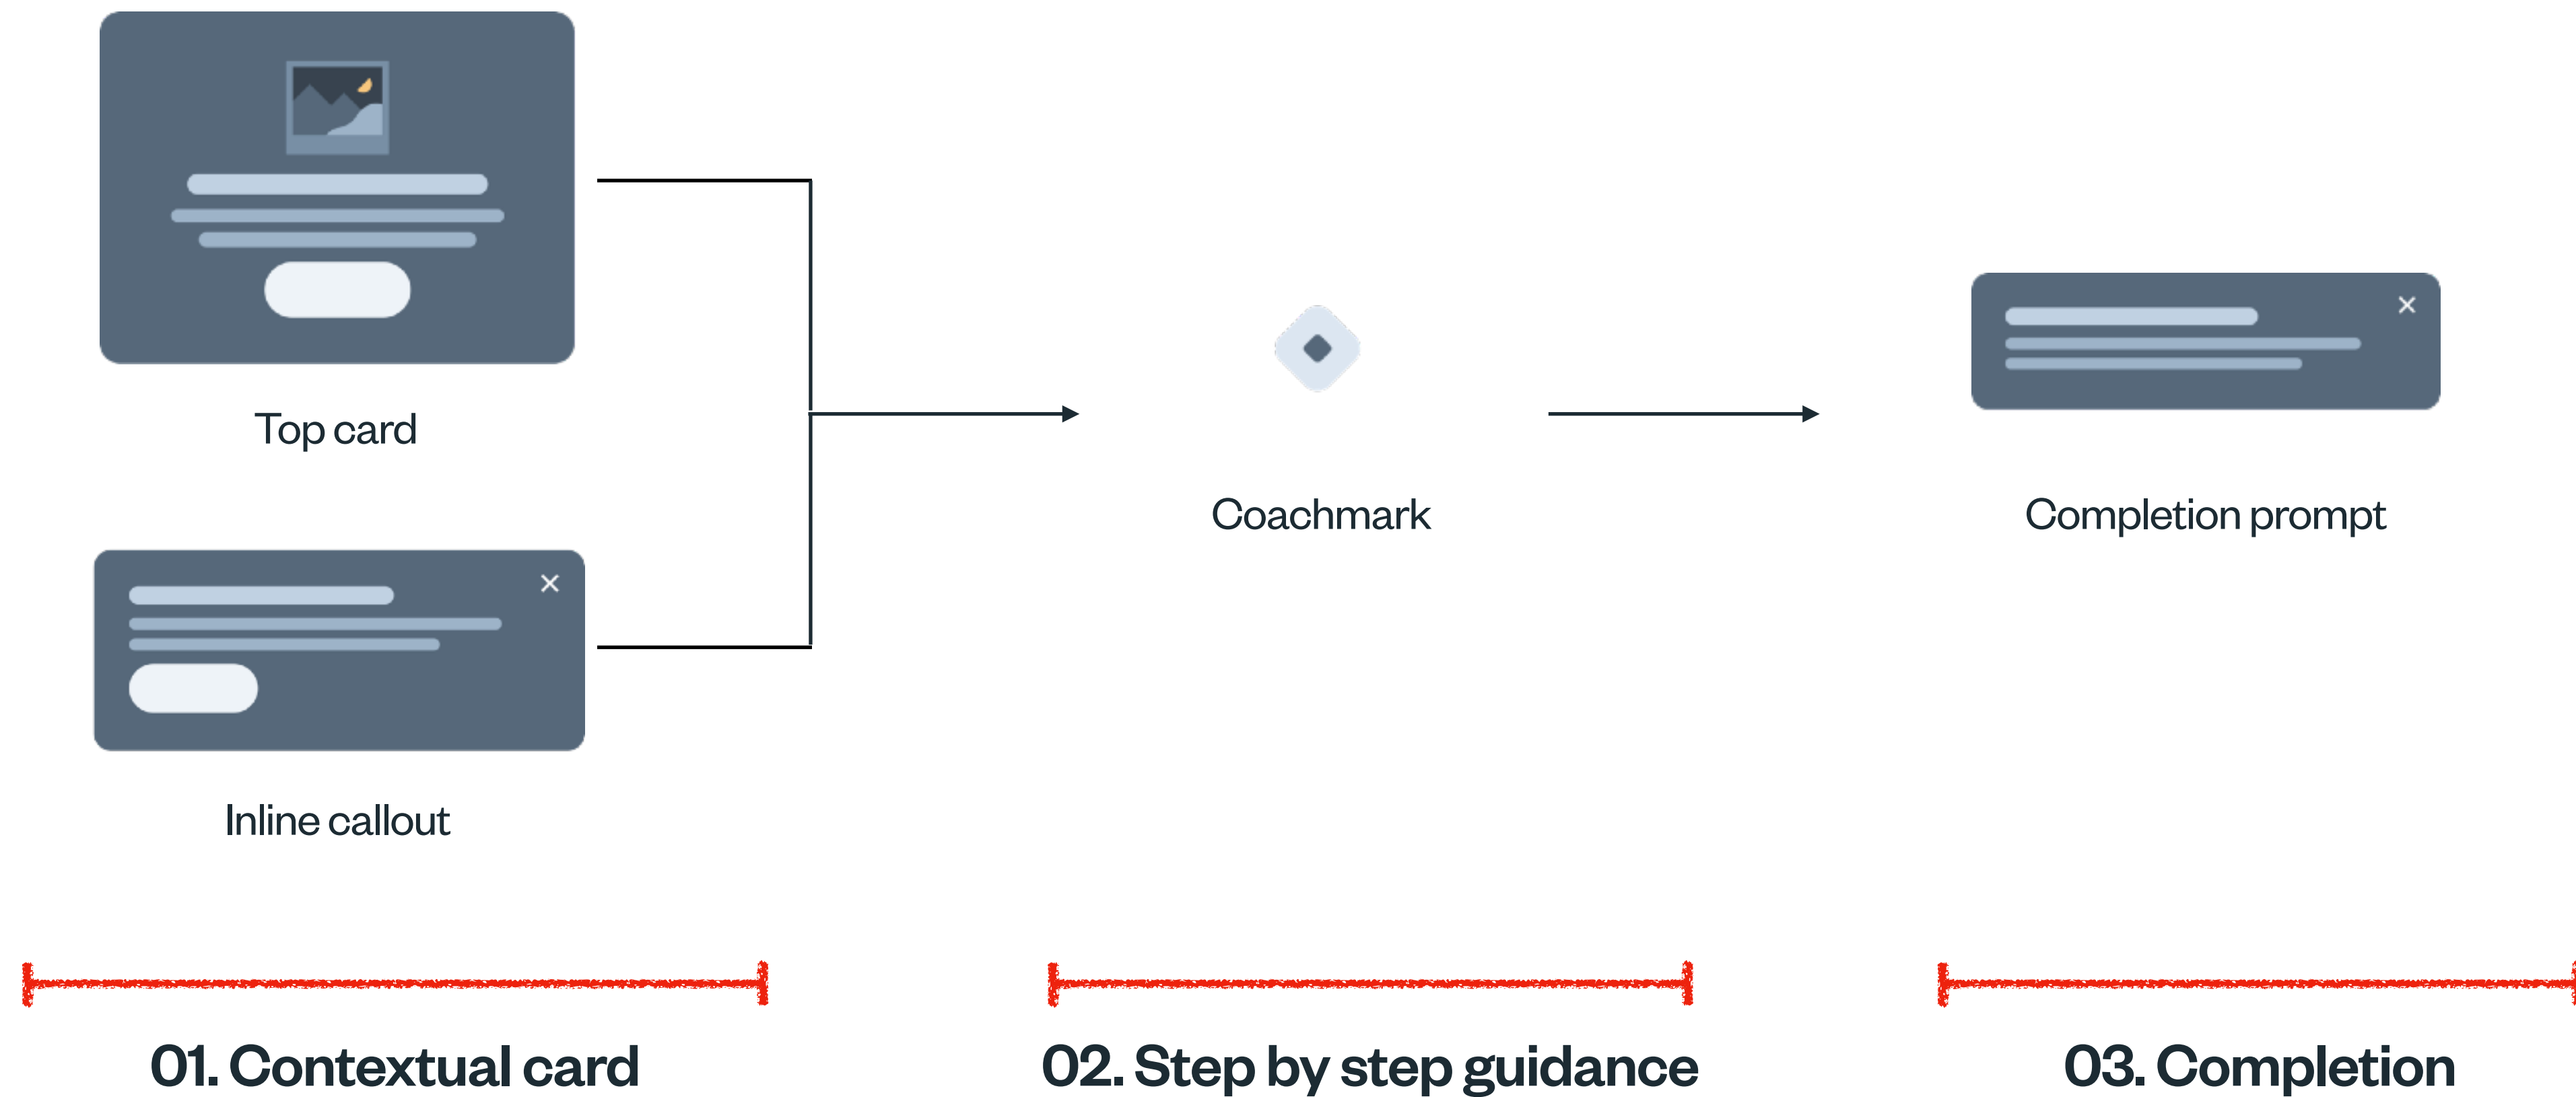 Top card
Coachmark
Completion prompt
Inline callout
01. Contextual card
02. Step by step guidance
03. Completion